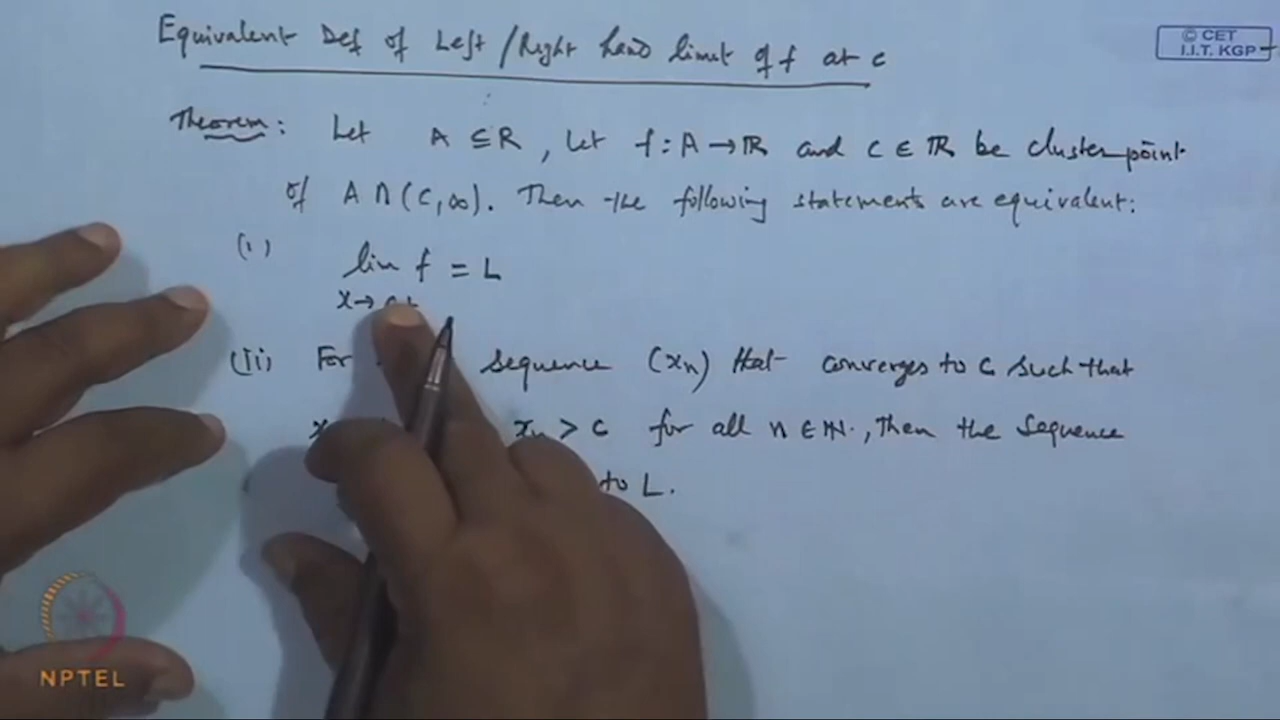 Equivalent Def of Left/Right hand limit of f at c
© CET
I.I.T. KGP
Theorem: Let A ⊆ R, Let f: A → ℝ and c ∈ ℝ be cluster point
of A ∩ (c, ∞). Then the following statements are equivalent:
(i) lim f = L
x → c+
(ii) For sequence (xn) that converges to c such that
xn > c for all n ∈ ℕ, Then the Sequence
to L.
NPTEL